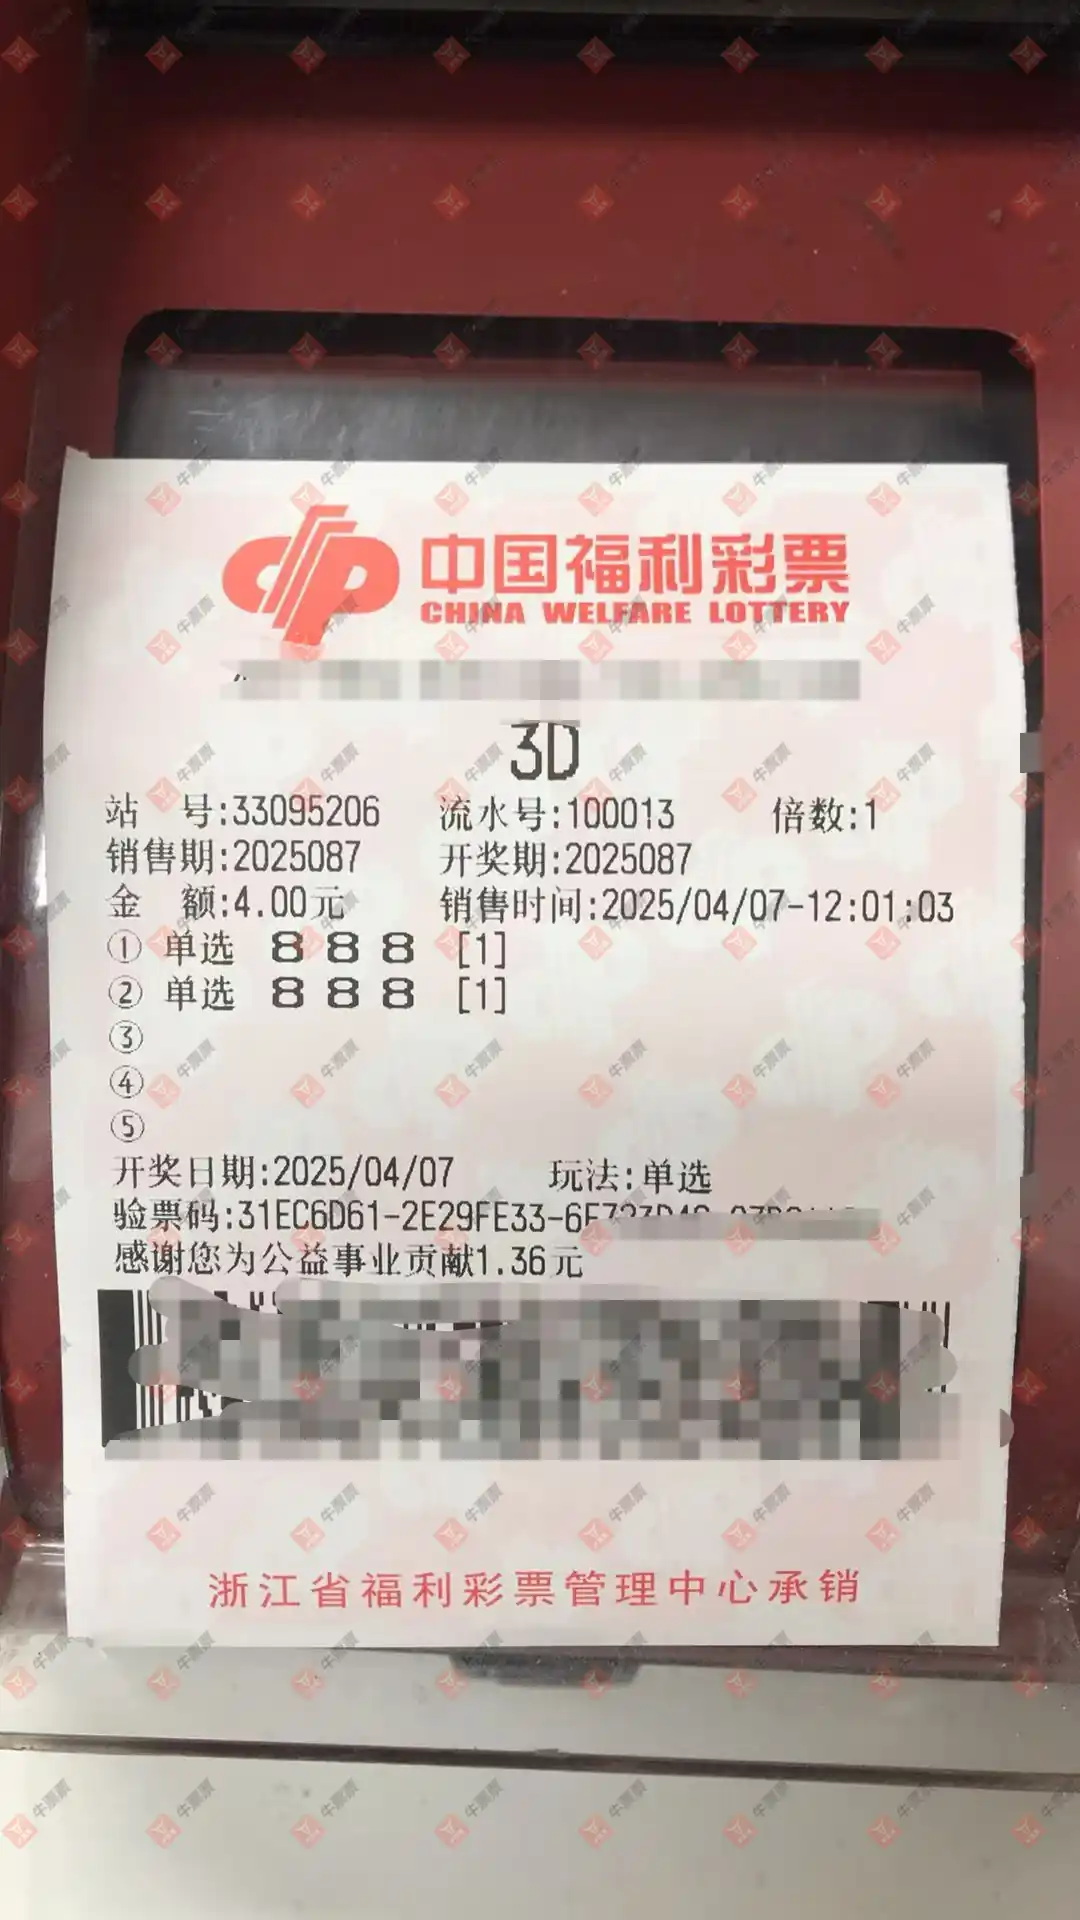 中国福利彩票
CHINA WELFARE LOTTERY
3D
站 号:33095206 流水号:100013 倍数:1
销售期:2025087 开奖期:2025087
金 额:4.00元 销售时间:2025/04/07-12:01:03
① 单选 8 8 8 [1]
② 单选 8 8 8 [1]
③
④
⑤
开奖日期:2025/04/07 玩法:单选
验票码:31EC6D61-2E29FE33-
感谢您为公益事业贡献1.36元
浙江省福利彩票管理中心承销
牛票票